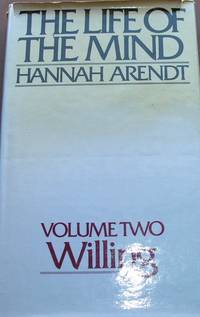 THE LIFE OF
THE MIND
HANNAH ARENDT
VOLUME TWO
Willing